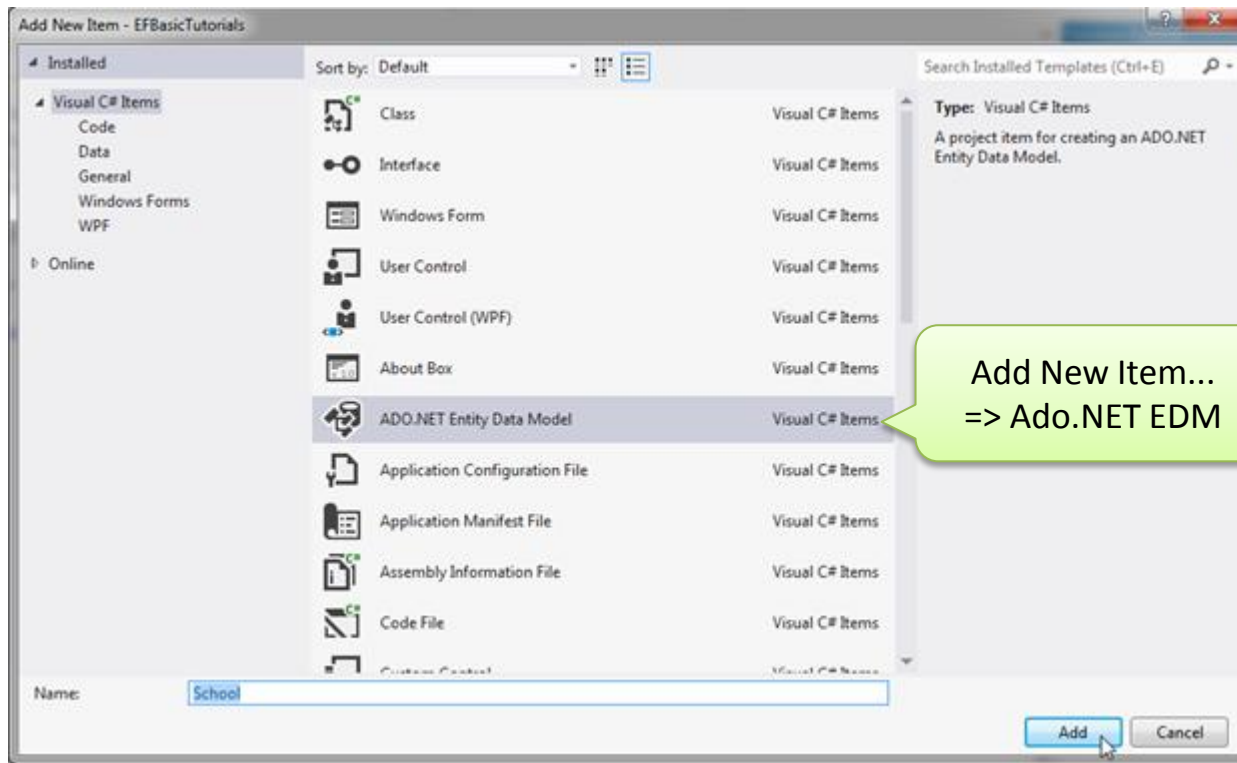 Add New Item - EFBasicTutorials
Installed
Sort by: Default
Search Installed Templates (Ctrl+E)
Visual C# Items
Code
Data
General
Windows Forms
WPF
Online
Class Visual C# Items
Interface Visual C# Items
Windows Form Visual C# Items
User Control Visual C# Items
User Control (WPF) Visual C# Items
About Box Visual C# Items
ADO.NET Entity Data Model Visual C# Items
Application Configuration File Visual C# Items
Application Manifest File Visual C# Items
Assembly Information File Visual C# Items
Code File Visual C# Items
Custom Control Visual C# Items
Type: Visual C# Items
A project item for creating an ADO.NET
Entity Data Model.
Add New Item...
=> Ado.NET EDM
Name: School
Add Cancel